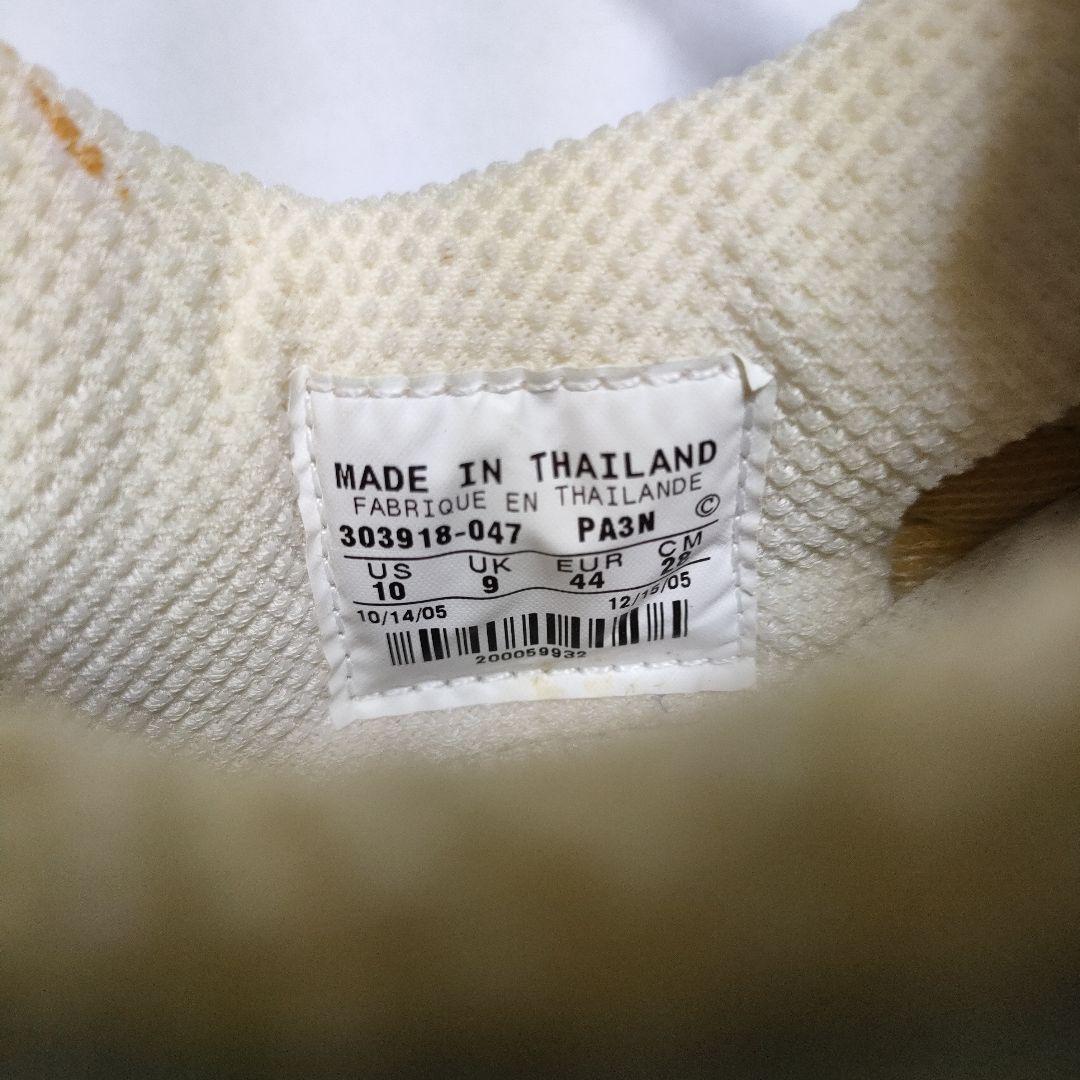 MADE IN THAILAND
FABRIQUE EN THAILANDE
303918-047 PA3N ©
US UK EUR CM
10 9 44 28
10/14/05 12/15/05
200059932